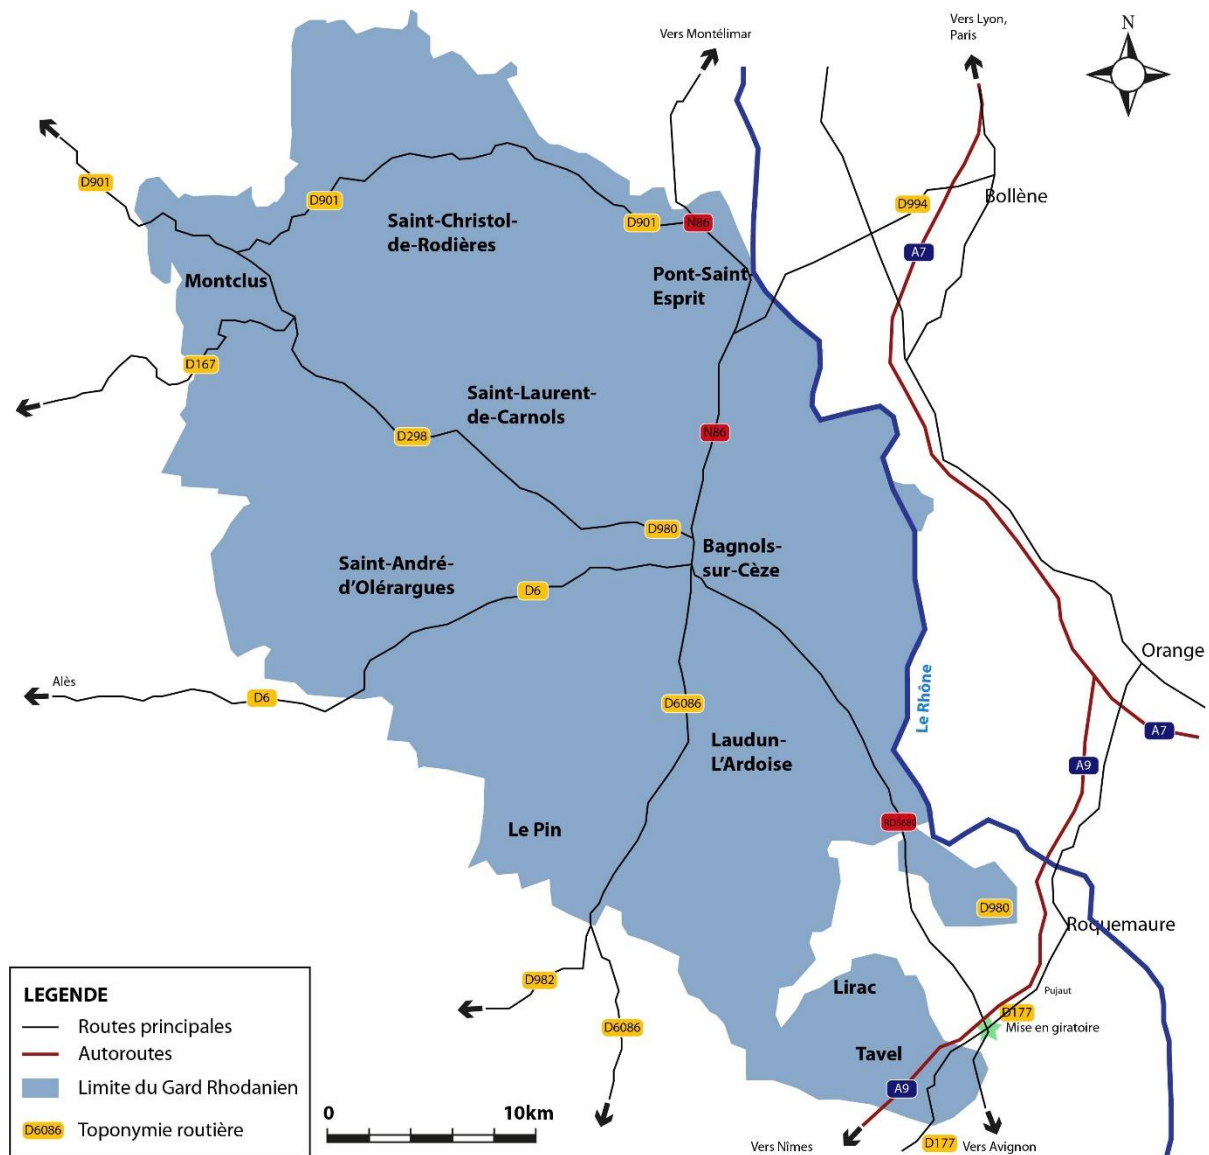 Vers Lyon,
Paris
Vers Montélimar
N
D901
D901
D994
Bollène
Saint-Christol-
de-Rodières
D901
N86
A7
Montclus
Pont-Saint-
Esprit
D167
Saint-Laurent-
de-Carnols
D298
N86
D980
Bagnols-
sur-Cèze
Saint-André-
d'Olérargues
D6
Orange
Alès
D6
D6086
Le Rhône
A7
Laudun-
L'Ardoise
A9
Le Pin
RD5680
D980
Roquemaure
D982
Lirac
Pujaut
D177
D6086
Mise en giratoire
Tavel
A9
Vers Nîmes
D177
Vers Avignon
LEGENDE
Routes principales
Autoroutes
Limite du Gard Rhodanien
D6086 Toponymie routière
0 10km